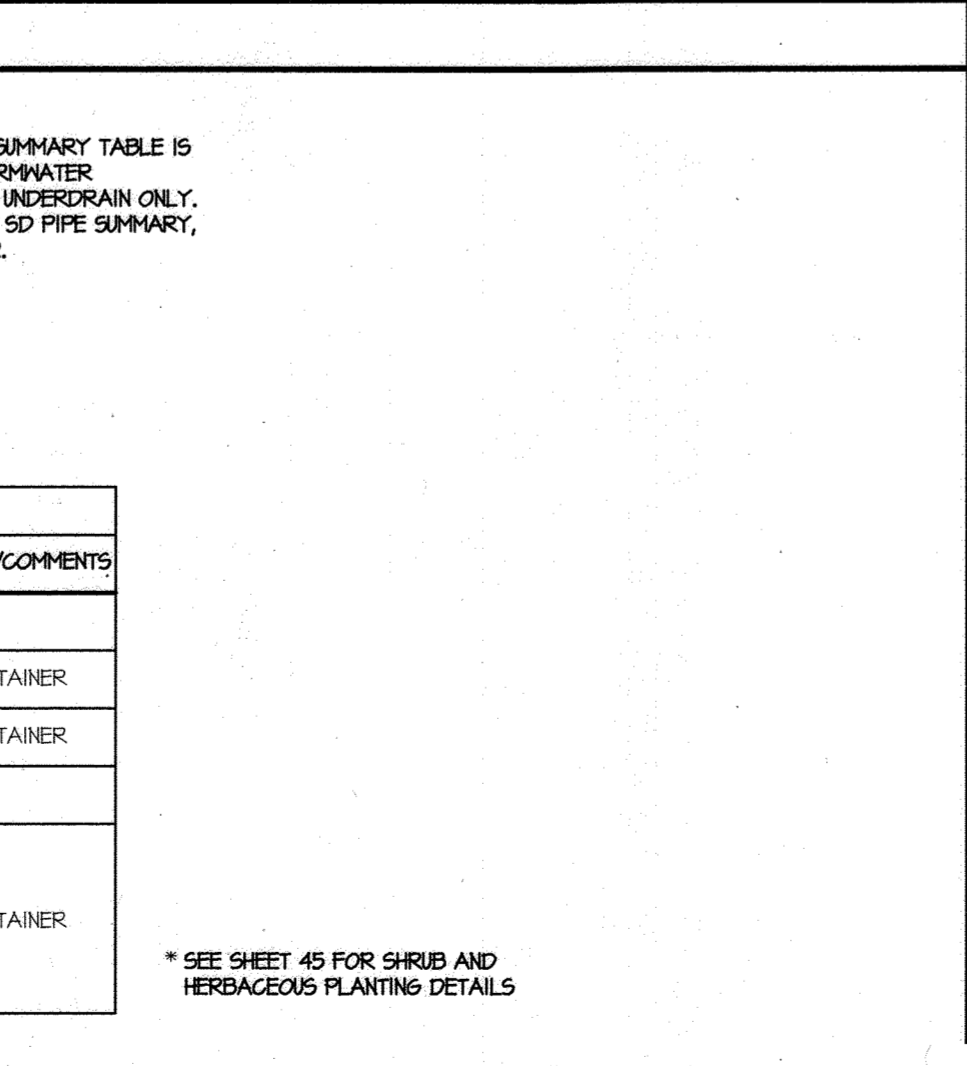 SUMMARY TABLE IS
RMWATER
UNDERDRAIN ONLY.
SD PIPE SUMMARY,
/COMMENTS
TAINER
TAINER
TAINER
* SEE SHEET 45 FOR SHRUB AND
HERBACEOUS PLANTING DETAILS